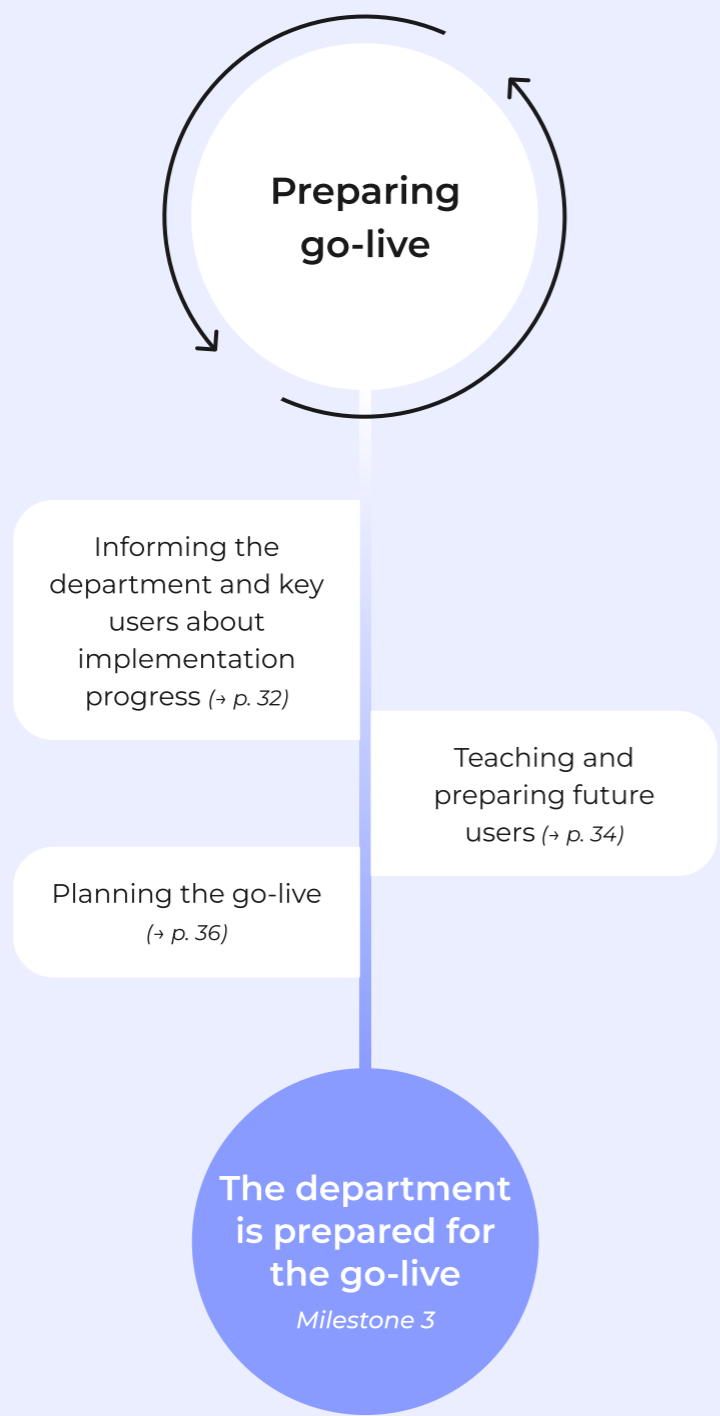 Preparing
go-live
Informing the
department and key
users about
implementation
progress (→ p. 32)
Teaching and
preparing future
users (→ p. 34)
Planning the go-live
(→ p. 36)
The department
is prepared for
the go-live
Milestone 3